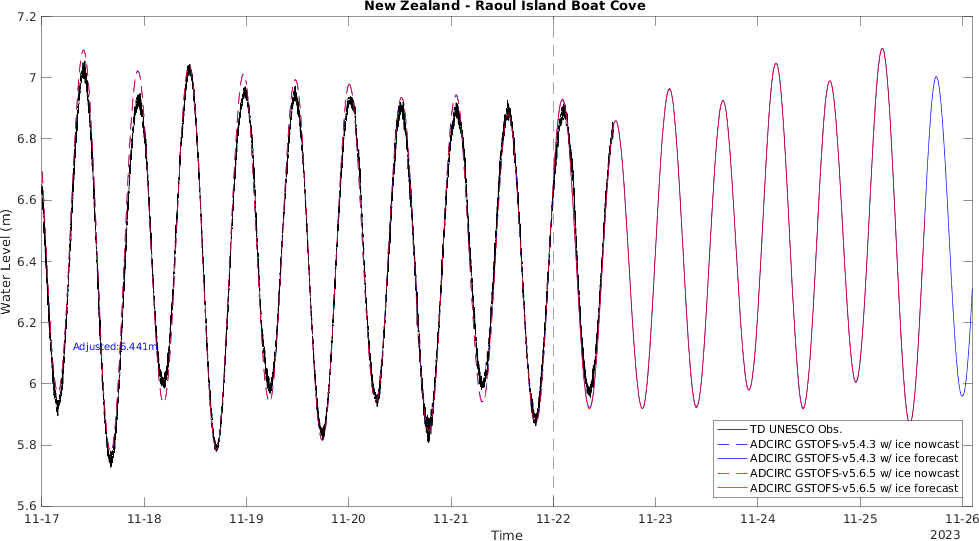 New Zealand - Raoul Island Boat Cove
7.2
7
6.8
6.6
6.4
6.2
6
5.8
5.6
Water Level (m)
Adjusted:6.441m
TD UNESCO Obs.
ADCIRC GSTOFS-v5.4.3 w/ ice nowcast
ADCIRC GSTOFS-v5.4.3 w/ ice forecast
ADCIRC GSTOFS-v5.6.5 w/ ice nowcast
ADCIRC GSTOFS-v5.6.5 w/ ice forecast
11-17 11-18 11-19 11-20 11-21 11-22 11-23 11-24 11-25 11-26
Time
2023